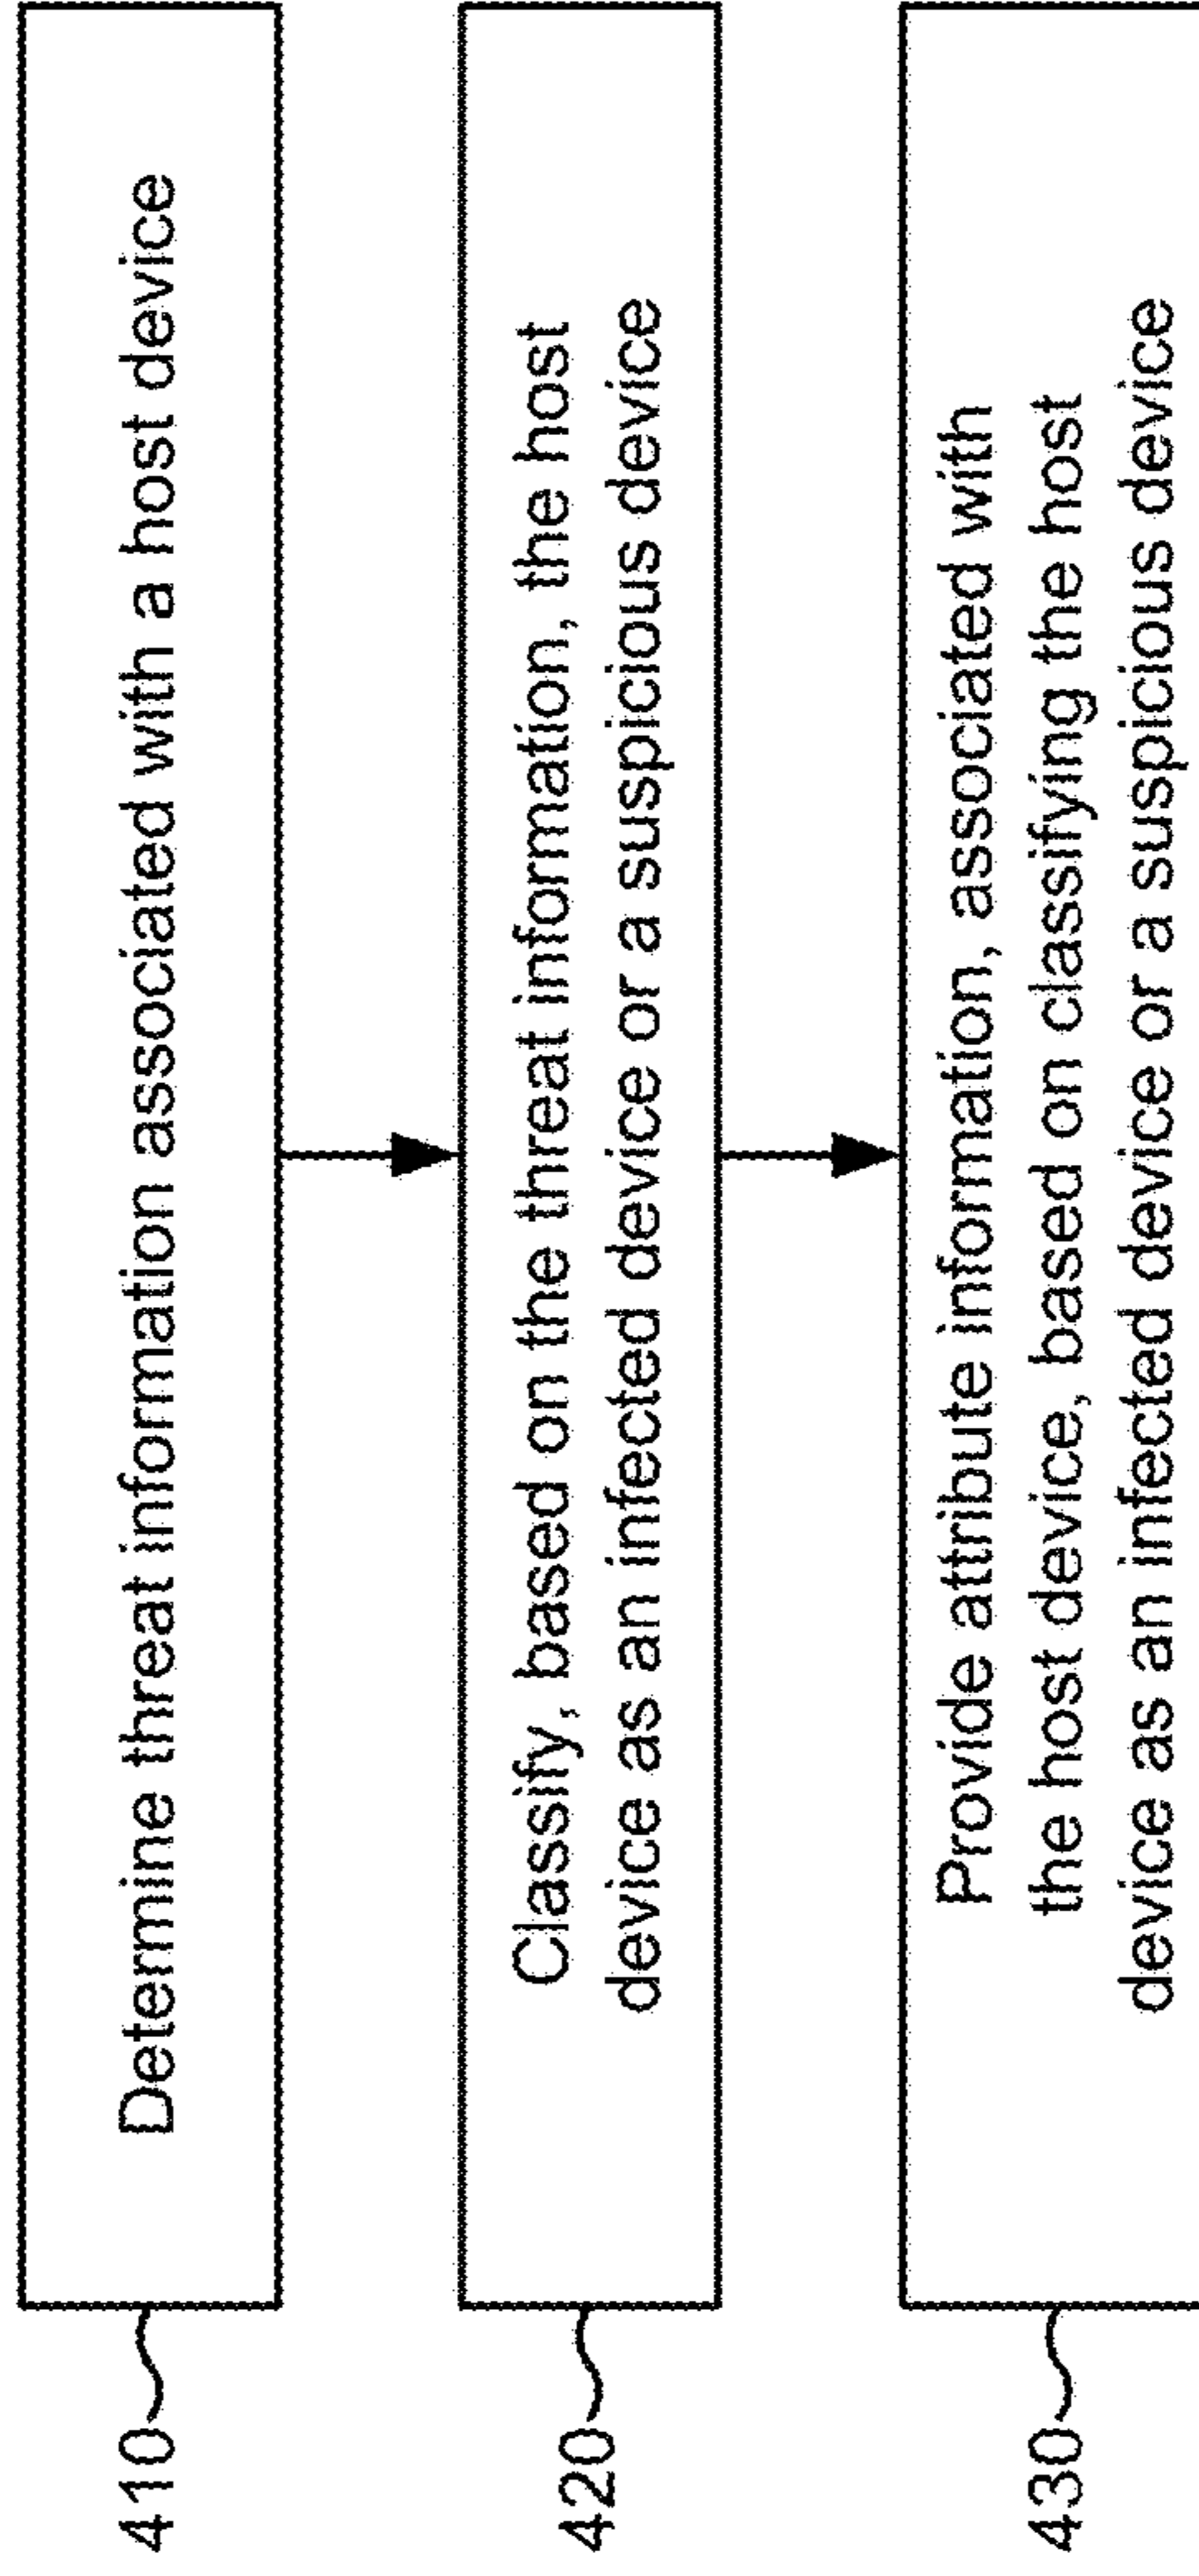 410
Determine threat information associated with a host device
420
Classify, based on the threat information, the host
device as an infected device or a suspicious device
430
Provide attribute information, associated with
the host device, based on classifying the host
device as an infected device or a suspicious device